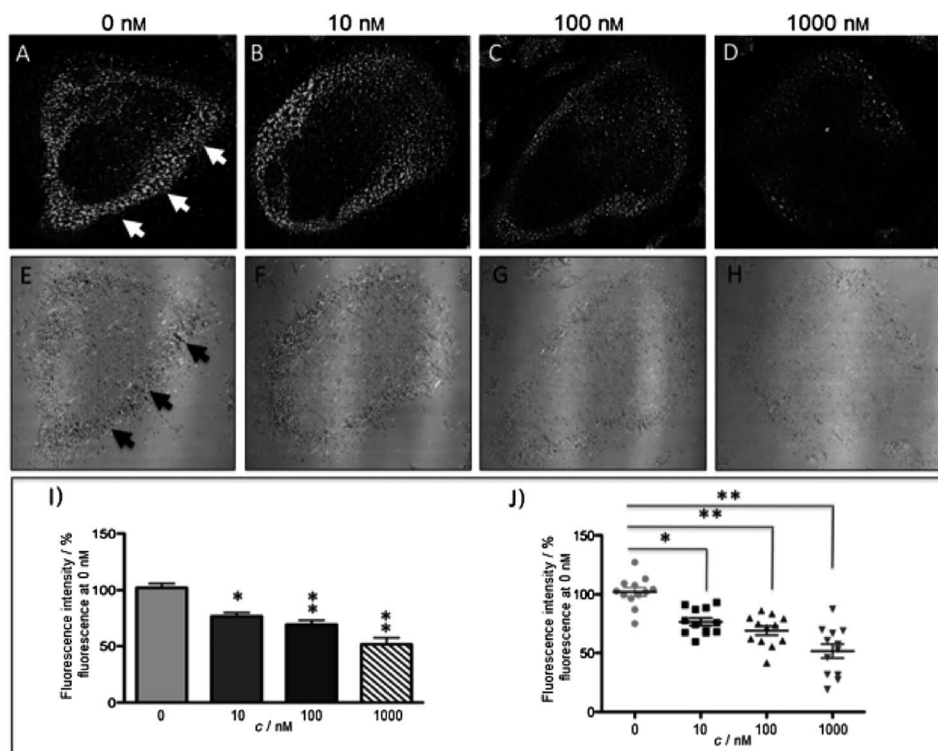 0 nM 10 nM 100 nM 1000 nM
A B C D
E F G H
I)
Fluorescence intensity / %
fluorescence at 0 nM
150
100
50
0
*
**
**
0 10 100 1000
c / nM
J)
Fluorescence intensity / %
fluorescence at 0 nM
150
100
50
0
**
**
*
0 10 100 1000
c / nM